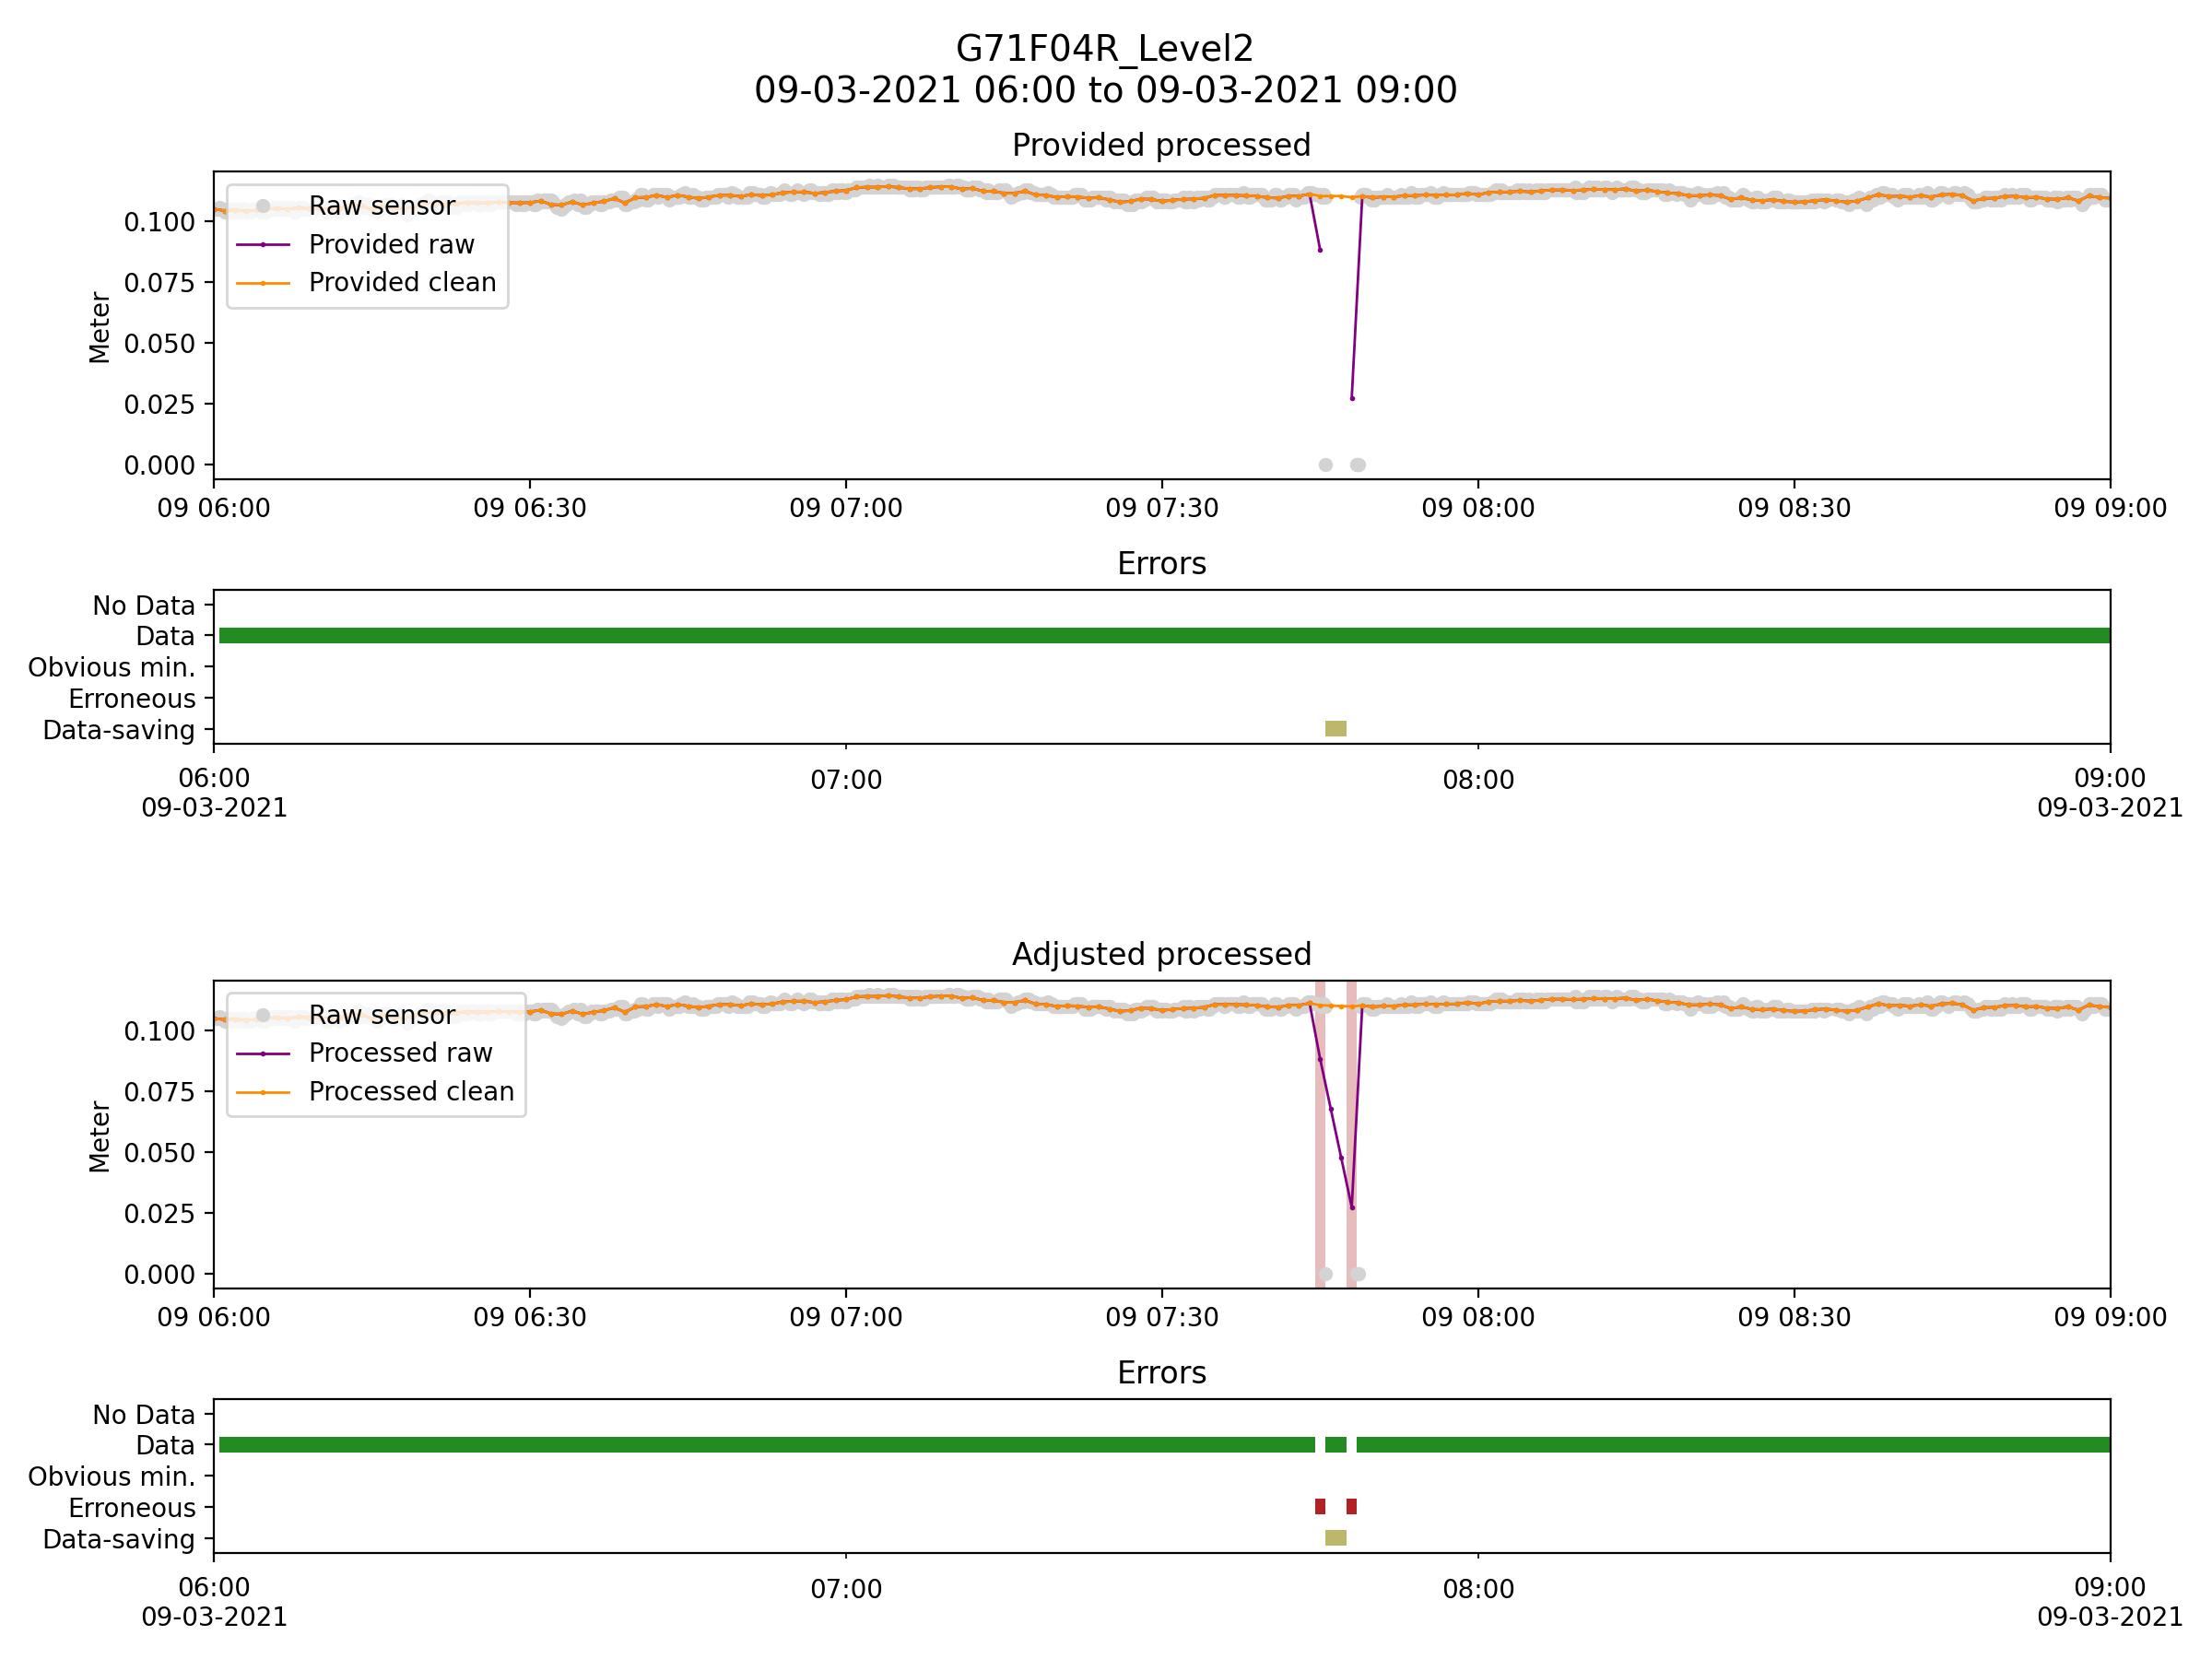 G71F04R_Level2
09-03-2021 06:00 to 09-03-2021 09:00
Provided processed
Raw sensor
Provided raw
Provided clean
Meter
0.100
0.075
0.050
0.025
0.000
09 06:00 09 06:30 09 07:00 09 07:30 09 08:00 09 08:30 09 09:00
Errors
No Data
Data
Obvious min.
Erroneous
Data-saving
06:00 07:00 08:00 09:00
09-03-2021 09-03-2021
Adjusted processed
Raw sensor
Processed raw
Processed clean
Meter
0.100
0.075
0.050
0.025
0.000
09 06:00 09 06:30 09 07:00 09 07:30 09 08:00 09 08:30 09 09:00
Errors
No Data
Data
Obvious min.
Erroneous
Data-saving
06:00 07:00 08:00 09:00
09-03-2021 09-03-2021